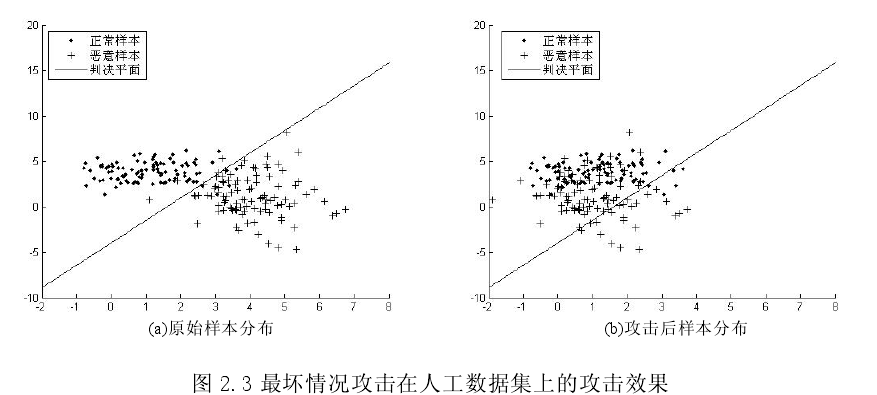 20
15
10
5
0
-5
-10
-2 -1 0 1 2 3 4 5 6 7 8
正常样本
恶意样本
判决平面
(a)原始样本分布
20
15
10
5
0
-5
-10
-2 -1 0 1 2 3 4 5 6 7 8
正常样本
恶意样本
判决平面
(b)攻击后样本分布
图 2.3 最坏情况攻击在人工数据集上的攻击效果